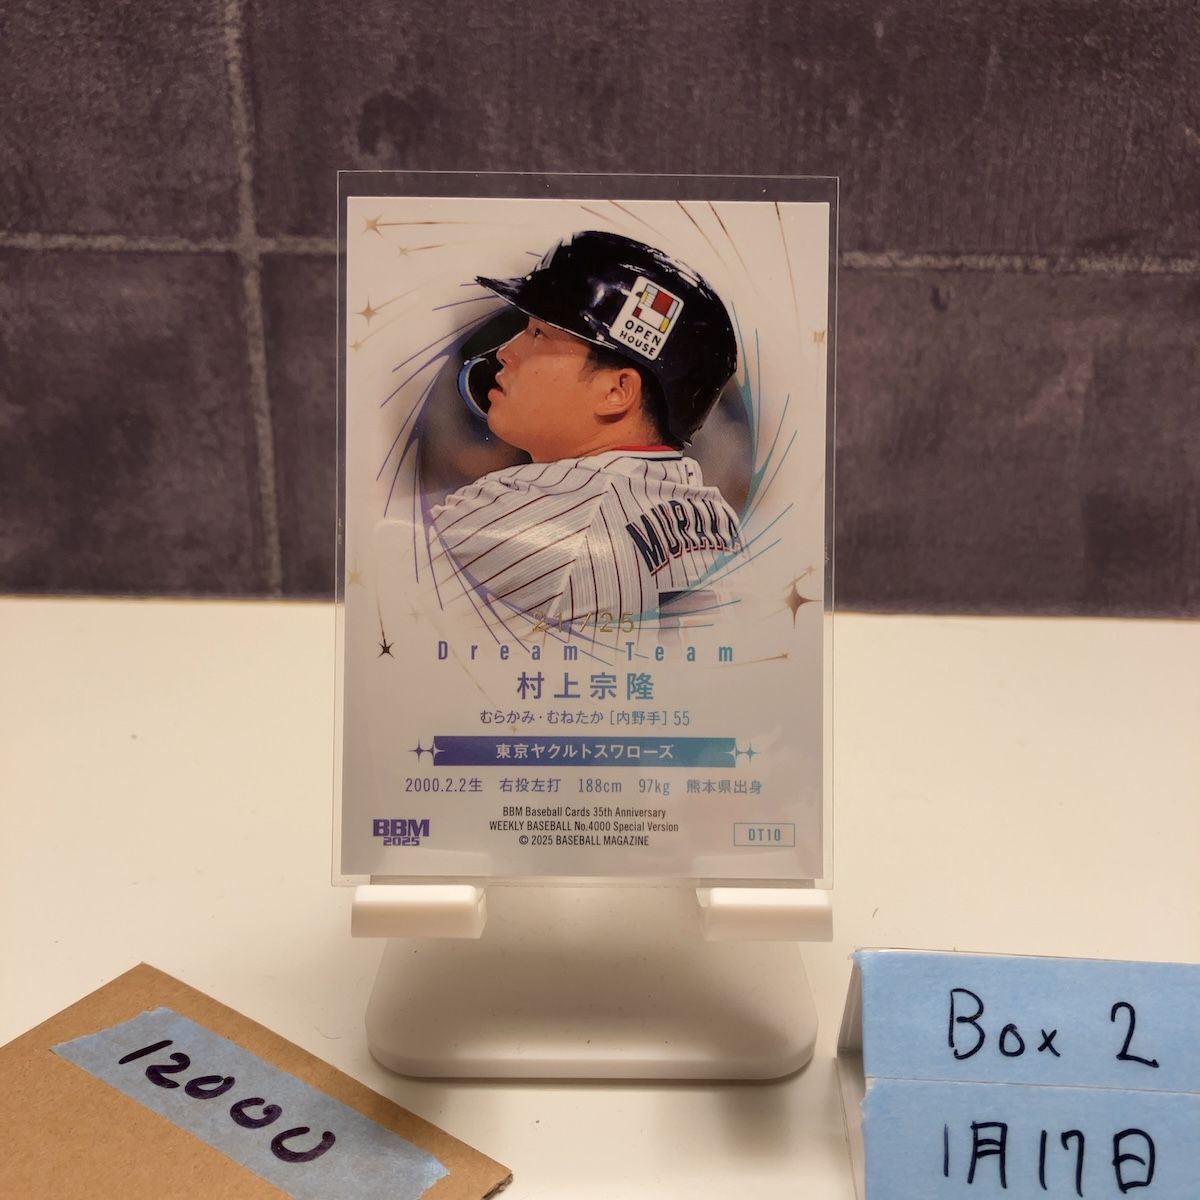 OPEN
HOUSE
MURAKA
21/25
Dream Team
村上宗隆
むらかみ・むねたか [内野手] 55
東京ヤクルトスワローズ
2000.2.2生 右投左打 188cm 97kg 熊本県出身
BBM Baseball Cards 35th Anniversary
WEEKLY BASEBALL No.4000 Special Version
© 2025 BASEBALL MAGAZINE
BBM
2025
DT10
12000
Box 2
1月17日